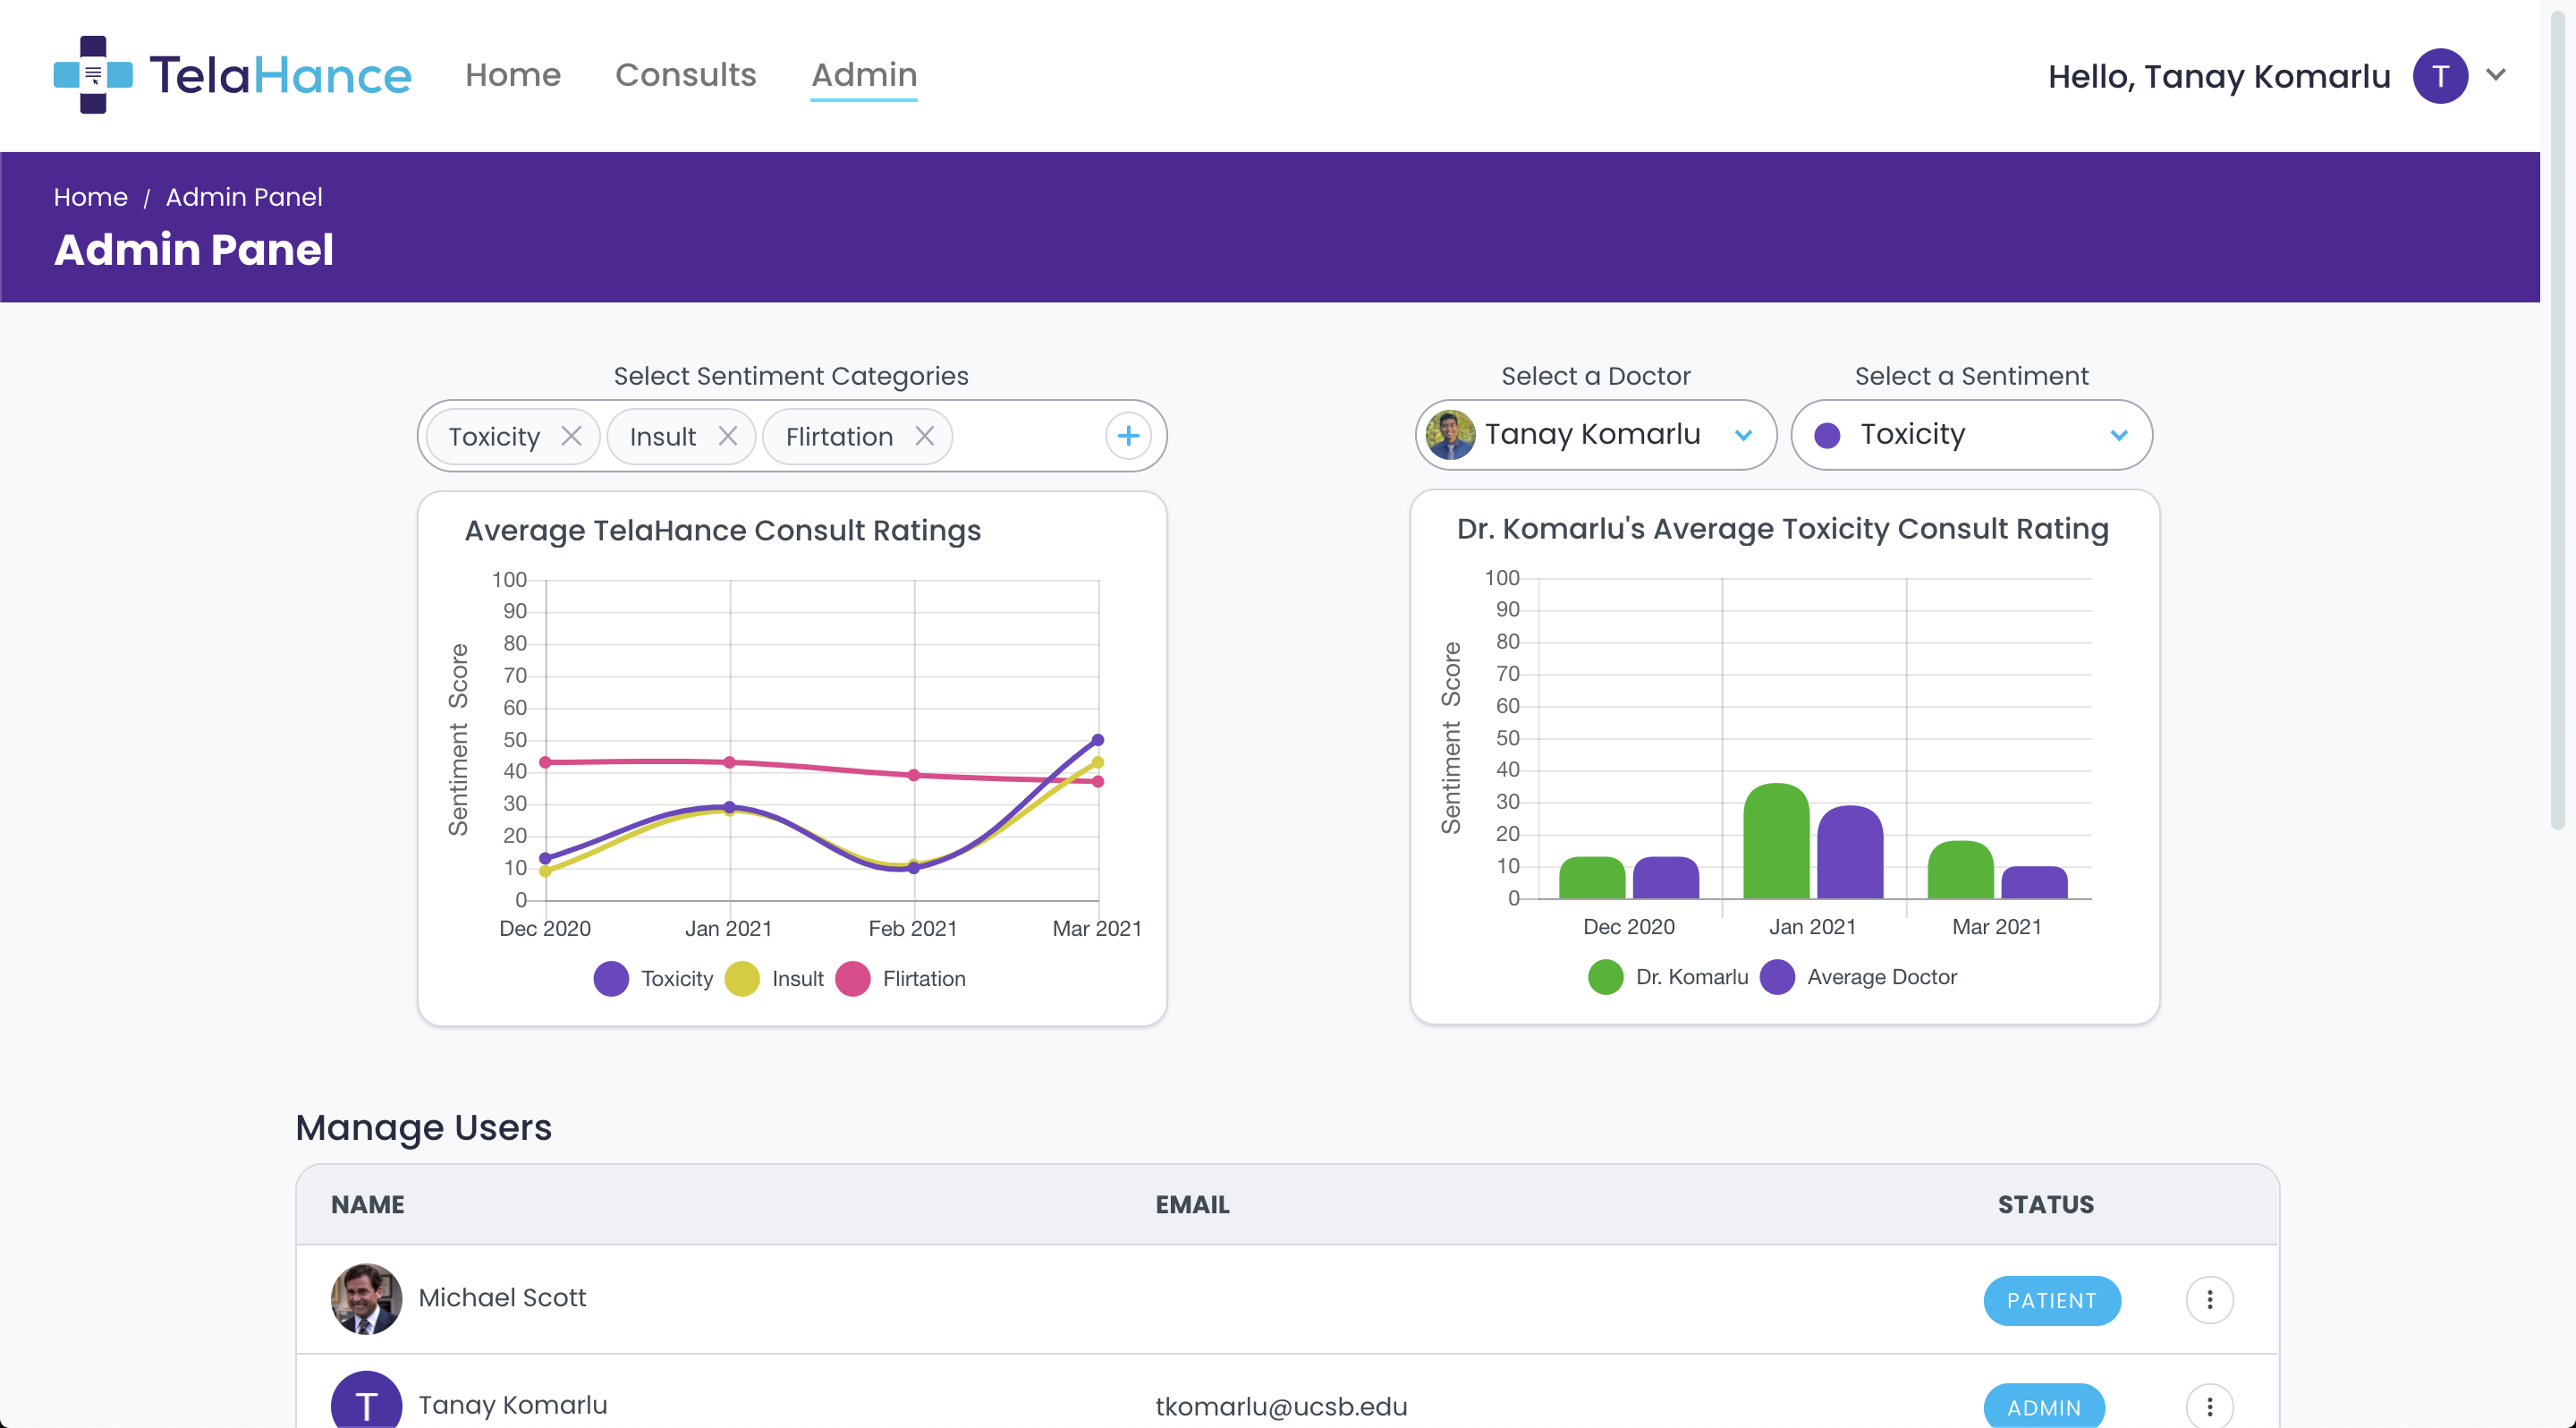 TelaHance Home Consults Admin Hello, Tanay Komarlu T
Home / Admin Panel
Admin Panel
Select Sentiment Categories
Toxicity Insult Flirtation
Average TelaHance Consult Ratings
Sentiment Score
100
90
80
70
60
50
40
30
20
10
0
Dec 2020 Jan 2021 Feb 2021 Mar 2021
Toxicity Insult Flirtation
Select a Doctor Select a Sentiment
Tanay Komarlu Toxicity
Dr. Komarlu's Average Toxicity Consult Rating
Sentiment Score
100
90
80
70
60
50
40
30
20
10
0
Dec 2020 Jan 2021 Mar 2021
Dr. Komarlu Average Doctor
Manage Users
NAME EMAIL STATUS
Michael Scott PATIENT
T Tanay Komarlu tkomarlu@ucsb.edu ADMIN